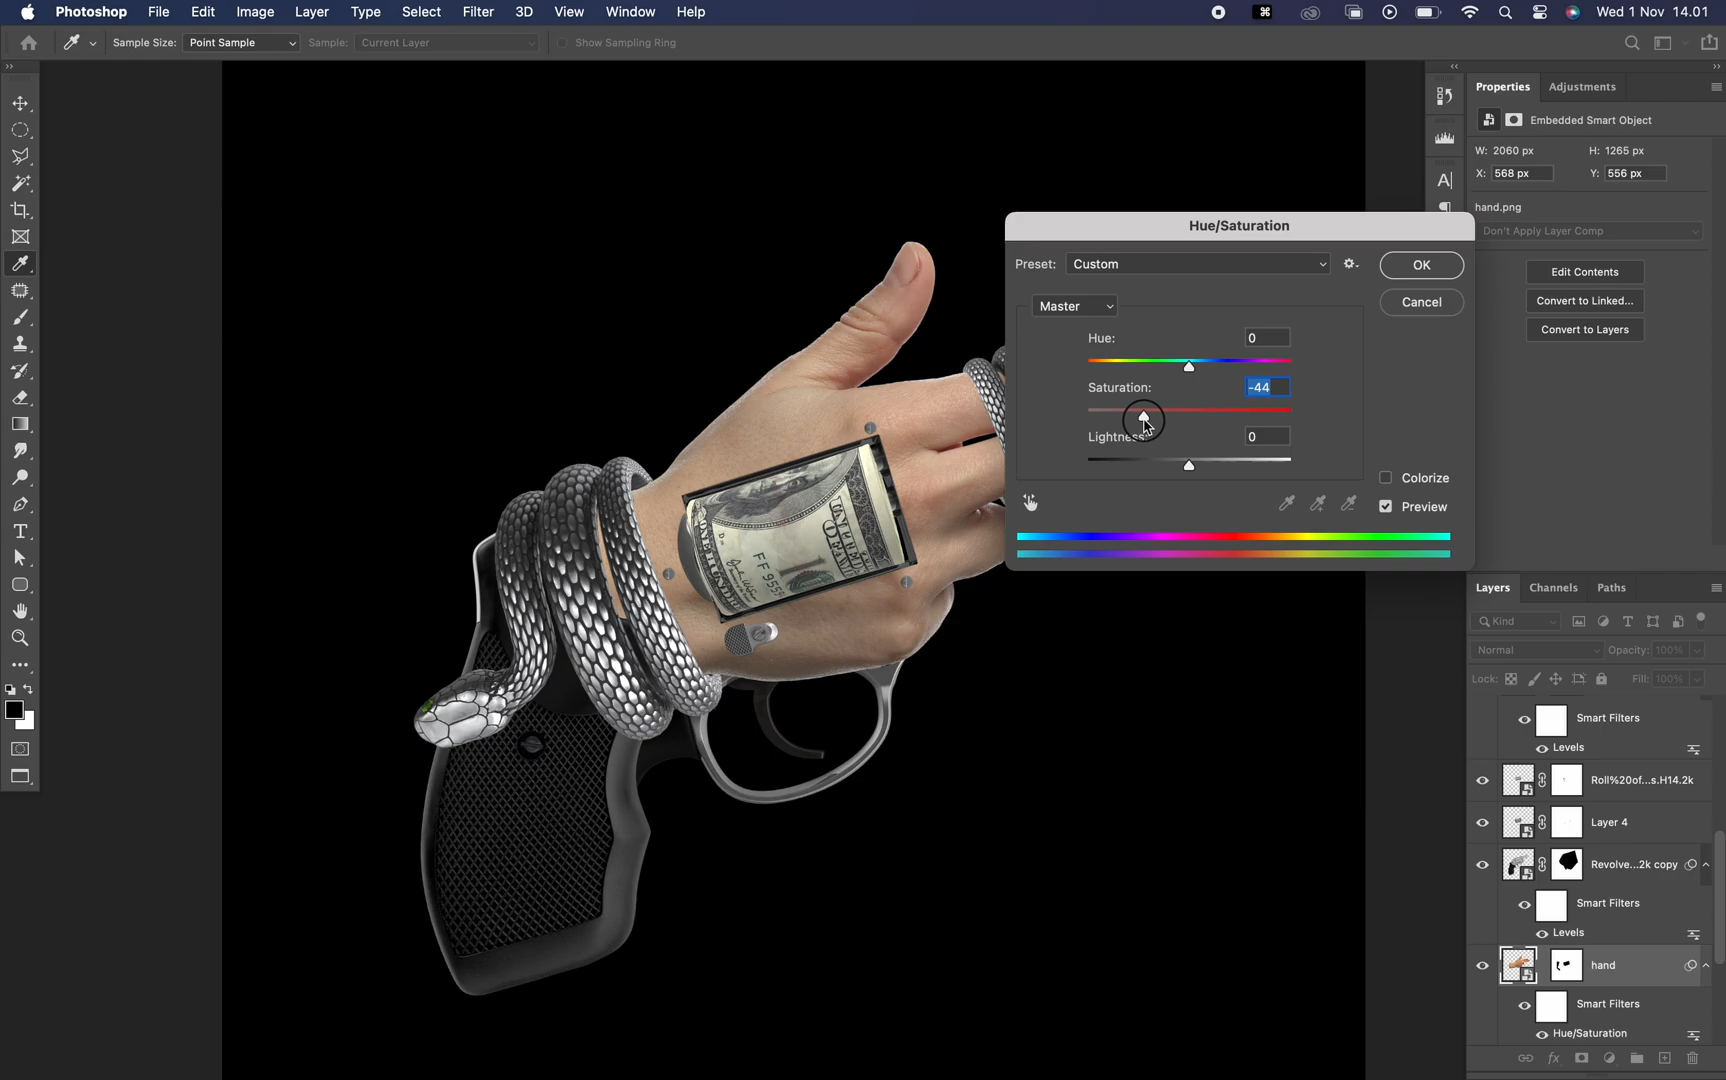 Photoshop File Edit Image Layer Type Select Filter 3D View Window Help Wed 1 Nov 14.01
Sample Size: Point Sample Sample: Current Layer Show Sampling Ring
Properties Adjustments
Embedded Smart Object
W: 2060 px H: 1265 px
X: 568 px Y: 556 px
hand.png
Don't Apply Layer Comp
Edit Contents
Convert to Linked...
Convert to Layers
Hue/Saturation
Preset: Custom OK
Cancel
Master
Hue: 0
Saturation: -44
Lightness: 0
Colorize
Preview
Layers Channels Paths
Kind
Normal Opacity: 100%
Lock: Fill: 100%
Smart Filters
Levels
Roll%20of...s.H14.2k
Layer 4
Revolve...2k copy
Smart Filters
Levels
hand
Smart Filters
Hue/Saturation